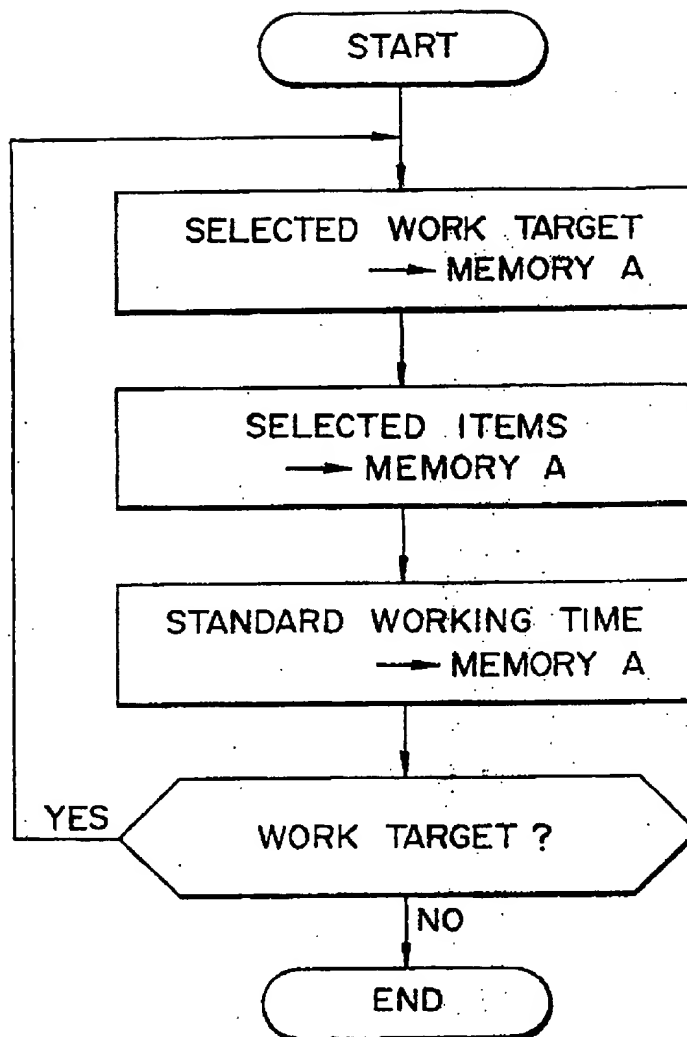 START
SELECTED WORK TARGET
→ MEMORY A
SELECTED ITEMS
→ MEMORY A
STANDARD WORKING TIME
→ MEMORY A
YES
WORK TARGET ?
NO
END